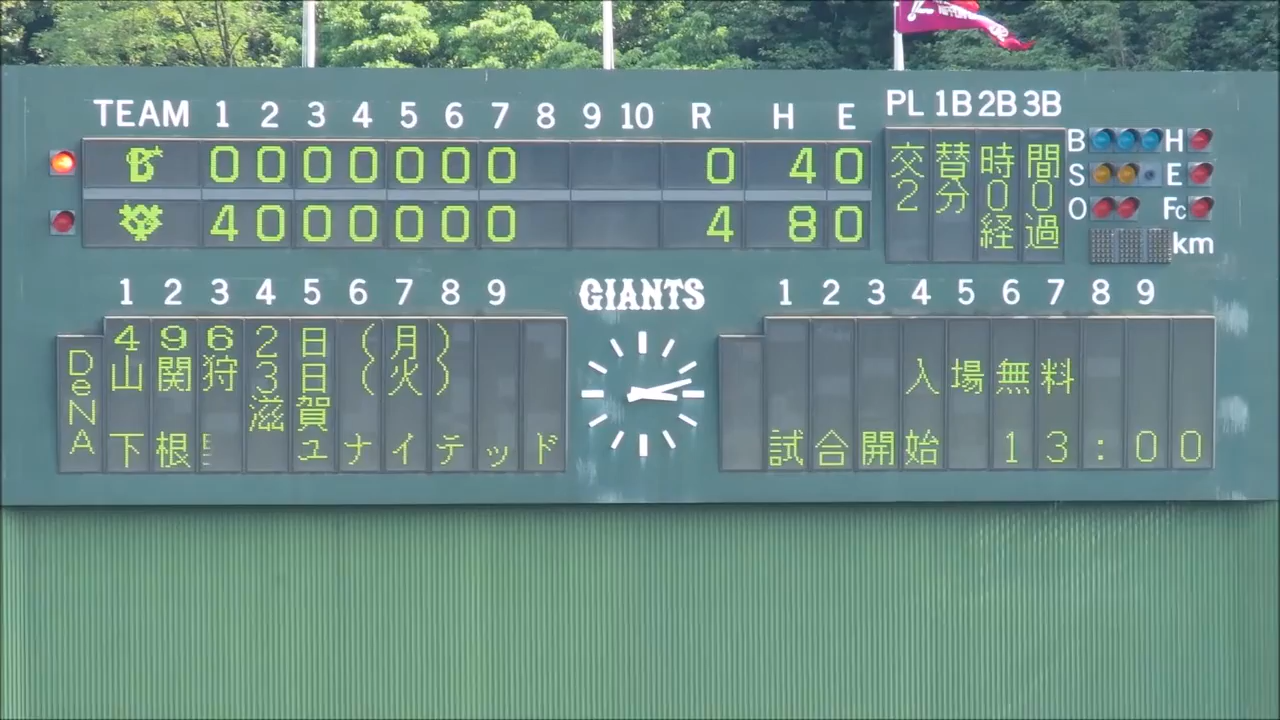 TEAM 1 2 3 4 5 6 7 8 9 10 R H E PL 1B 2B 3B
0 0 0 0 0 0 0 0 4 0
4 0 0 0 0 0 0 4 8 0
交替時間
2分00
経過
B H
S E
O Fc
km
1 2 3 4 5 6 7 8 9
DeNA
4 9 6 2 日 (月)
山 関 狩 3 日 (火)
滋賀
下 根 ユナイテッド
GIANTS
1 2 3 4 5 6 7 8 9
入場無料
試合開始 13:00